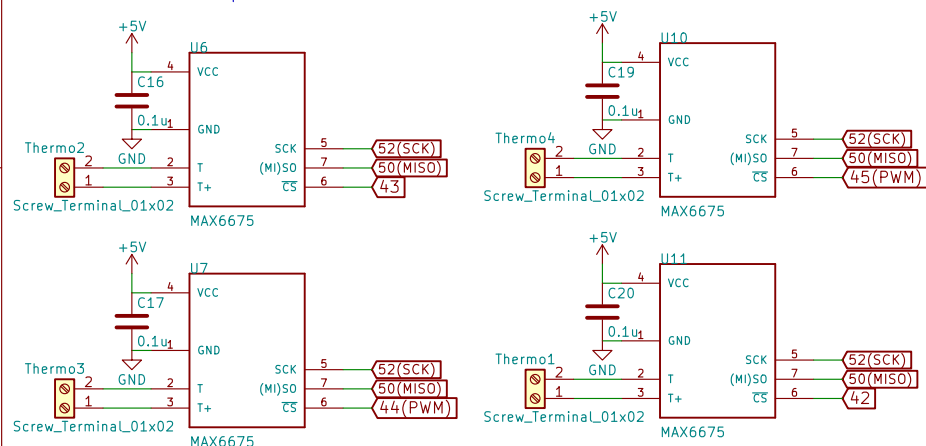 +5V
U6
4
VCC
C16
0.1u
1
GND
GND
Thermo2
2
1
2
T
3
T+
SCK
5
52(SCK)
(MI)SO
7
50(MISO)
CS
6
43
Screw_Terminal_01x02
MAX6675
+5V
U10
4
VCC
C19
0.1u
1
GND
GND
Thermo4
2
1
2
T
3
T+
SCK
5
52(SCK)
(MI)SO
7
50(MISO)
CS
6
45(PWM)
Screw_Terminal_01x02
MAX6675
+5V
U7
4
VCC
C17
0.1u
1
GND
GND
Thermo3
2
1
2
T
3
T+
SCK
5
52(SCK)
(MI)SO
7
50(MISO)
CS
6
44(PWM)
Screw_Terminal_01x02
MAX6675
+5V
U11
4
VCC
C20
0.1u
1
GND
GND
Thermo1
2
1
2
T
3
T+
SCK
5
52(SCK)
(MI)SO
7
50(MISO)
CS
6
42
Screw_Terminal_01x02
MAX6675